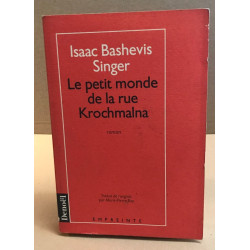 Isaac Bashevis
Singer
Le petit monde
de la rue
Krochmalna
roman
Denoël
EMPREINTE